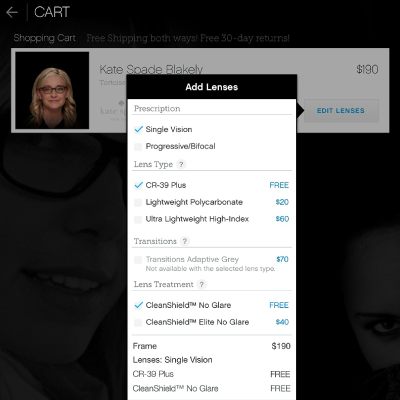 CART
Shopping Cart Free Shipping both ways! Free 30-day returns!
Kate Spade Blakely $190
Tortoise
kate spade
Add Lenses
EDIT LENSES
Prescription
Single Vision
Progressive/Bifocal
Lens Type ?
CR-39 Plus FREE
Lightweight Polycarbonate $20
Ultra Lightweight High-Index $60
Transitions ?
Transitions Adaptive Grey $70
Not available with the selected lens type.
Lens Treatment ?
CleanShield™ No Glare FREE
CleanShield™ Elite No Glare $40
Frame $190
Lenses: Single Vision
CR-39 Plus FREE
CleanShield™ No Glare FREE